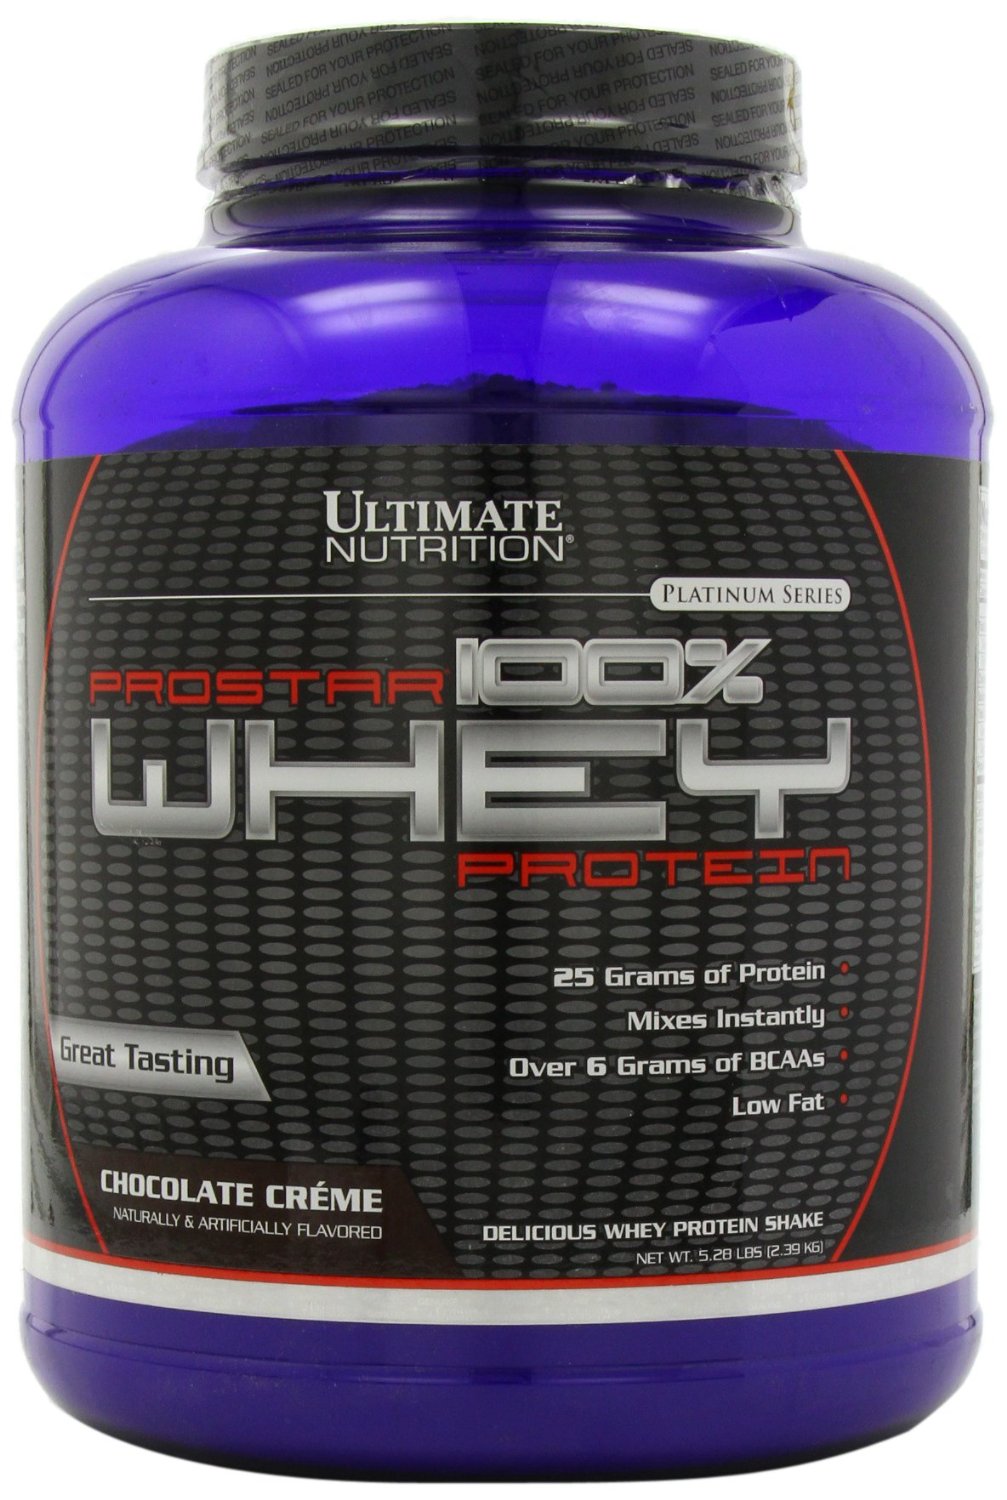 SEALED FOR YOUR PROTECTION
ULTIMATE
NUTRITION®
PLATINUM SERIES
PROSTAR 100%
WHEY
PROTEIN
25 Grams of Protein •
Mixes Instantly •
Over 6 Grams of BCAAs •
Low Fat •
Great Tasting
CHOCOLATE CRÉME
NATURALLY & ARTIFICIALLY FLAVORED
DELICIOUS WHEY PROTEIN SHAKE
NET WT. 5.28 LBS (2.39 KG)